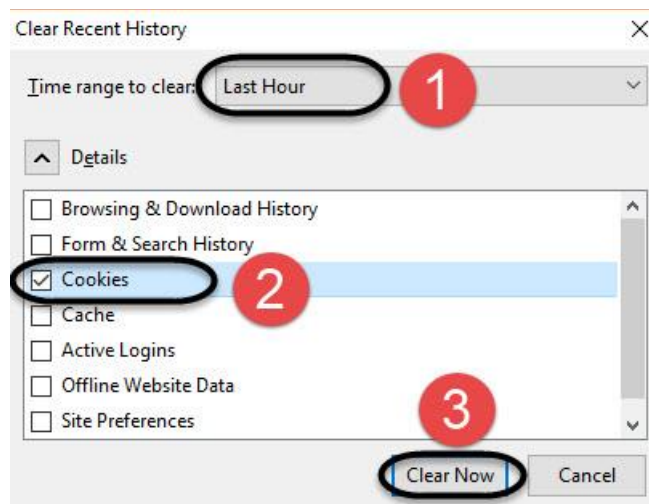 Clear Recent History
Time range to clear: Last Hour 1
Details
Browsing & Download History
Form & Search History
Cookies 2
Cache
Active Logins
Offline Website Data
Site Preferences
3
Clear Now Cancel